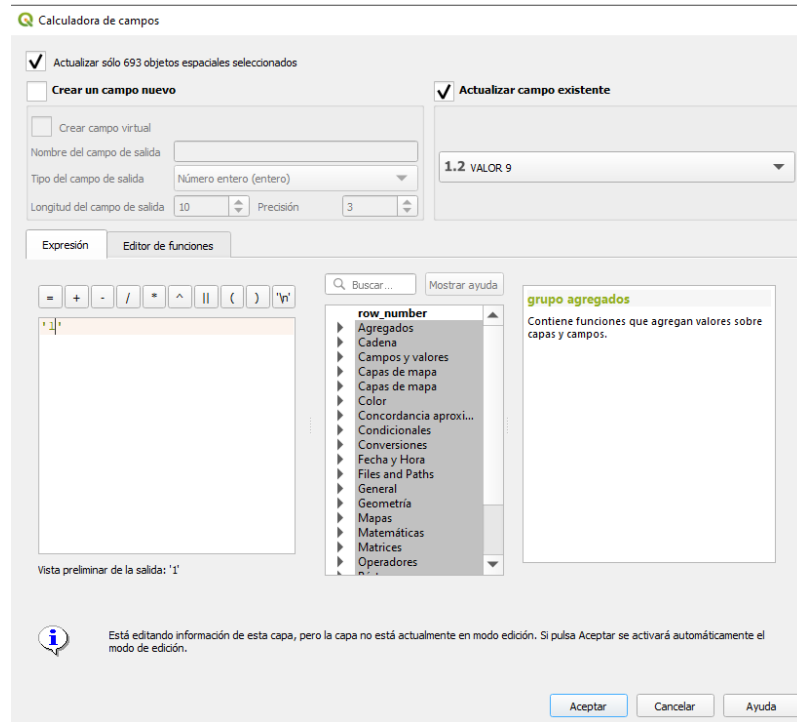 Calculadora de campos
Actualizar sólo 693 objetos espaciales seleccionados
Crear un campo nuevo
Actualizar campo existente
Crear campo virtual
Nombre del campo de salida
Tipo del campo de salida
Número entero (entero)
Longitud del campo de salida
10
Precisión
3
1.2 VALOR 9
Expresión
Editor de funciones
= + - / * ^ || ( ) '\n'
'1'
Vista preliminar de la salida: '1'
Buscar...
Mostrar ayuda
row_number
Agregados
Cadena
Campos y valores
Capas de mapa
Capas de mapa
Color
Concordancia aproxi...
Condicionales
Conversiones
Fecha y Hora
Files and Paths
General
Geometría
Mapas
Matemáticas
Matrices
Operadores
grupo agregados
Contiene funciones que agregan valores sobre
capas y campos.
Está editando información de esta capa, pero la capa no está actualmente en modo edición. Si pulsa Aceptar se activará automáticamente el
modo de edición.
Aceptar
Cancelar
Ayuda